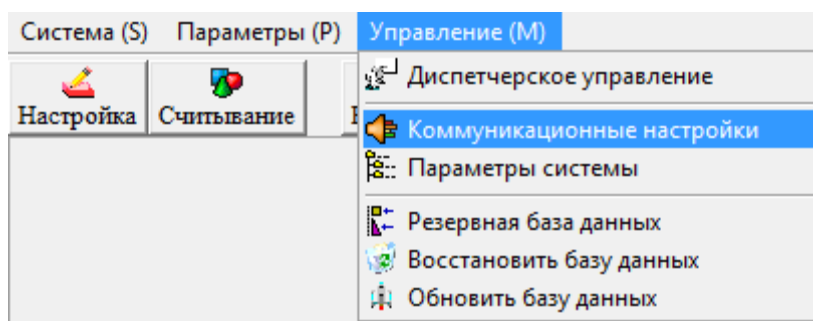 Система (S) Параметры (P) Управление (M)
Настройка Считывание
Диспетчерское управление
Коммуникационные настройки
Параметры системы
Резервная база данных
Восстановить базу данных
Обновить базу данных